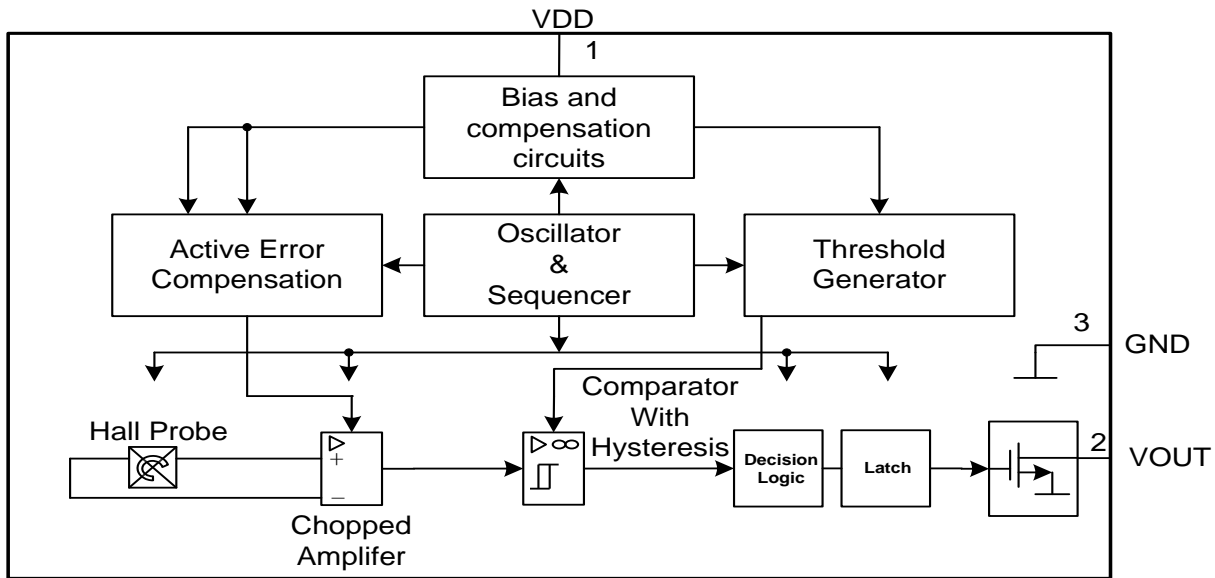 VDD
1
Bias and
compensation
circuits
Active Error
Compensation
Oscillator
&
Sequencer
Threshold
Generator
3
GND
Comparator
With
Hysteresis
Hall Probe
+
−
∞
Decision
Logic
Latch
2
VOUT
Chopped
Amplifer